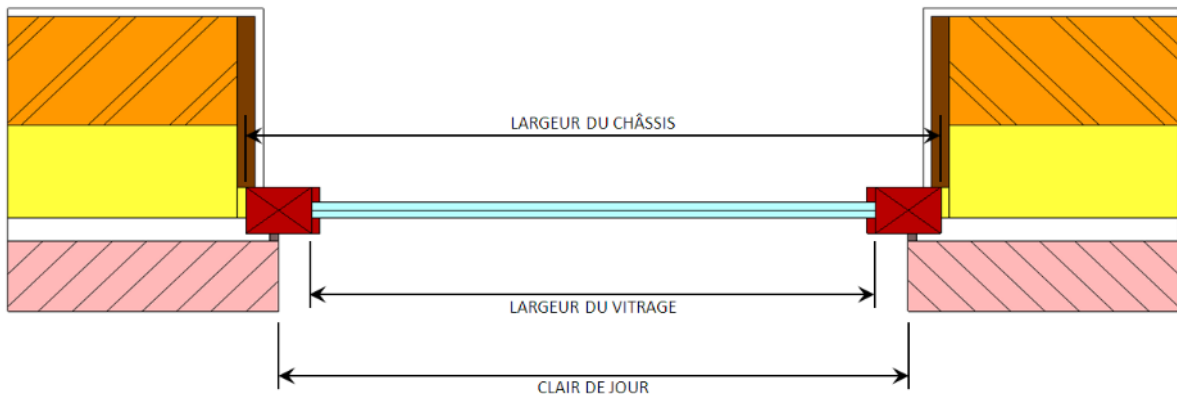 LARGEUR DU CHÂSSIS
LARGEUR DU VITRAGE
CLAIR DE JOUR